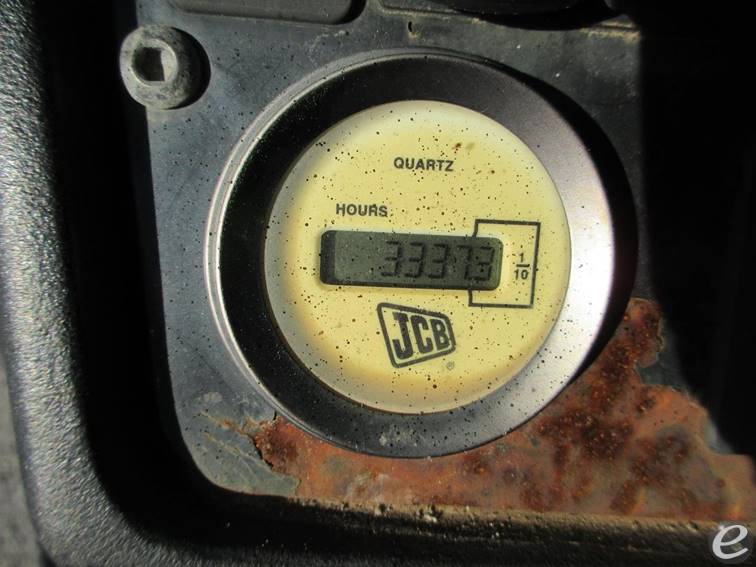 QUARTZ
HOURS
33373
1/10
JCB
®
e